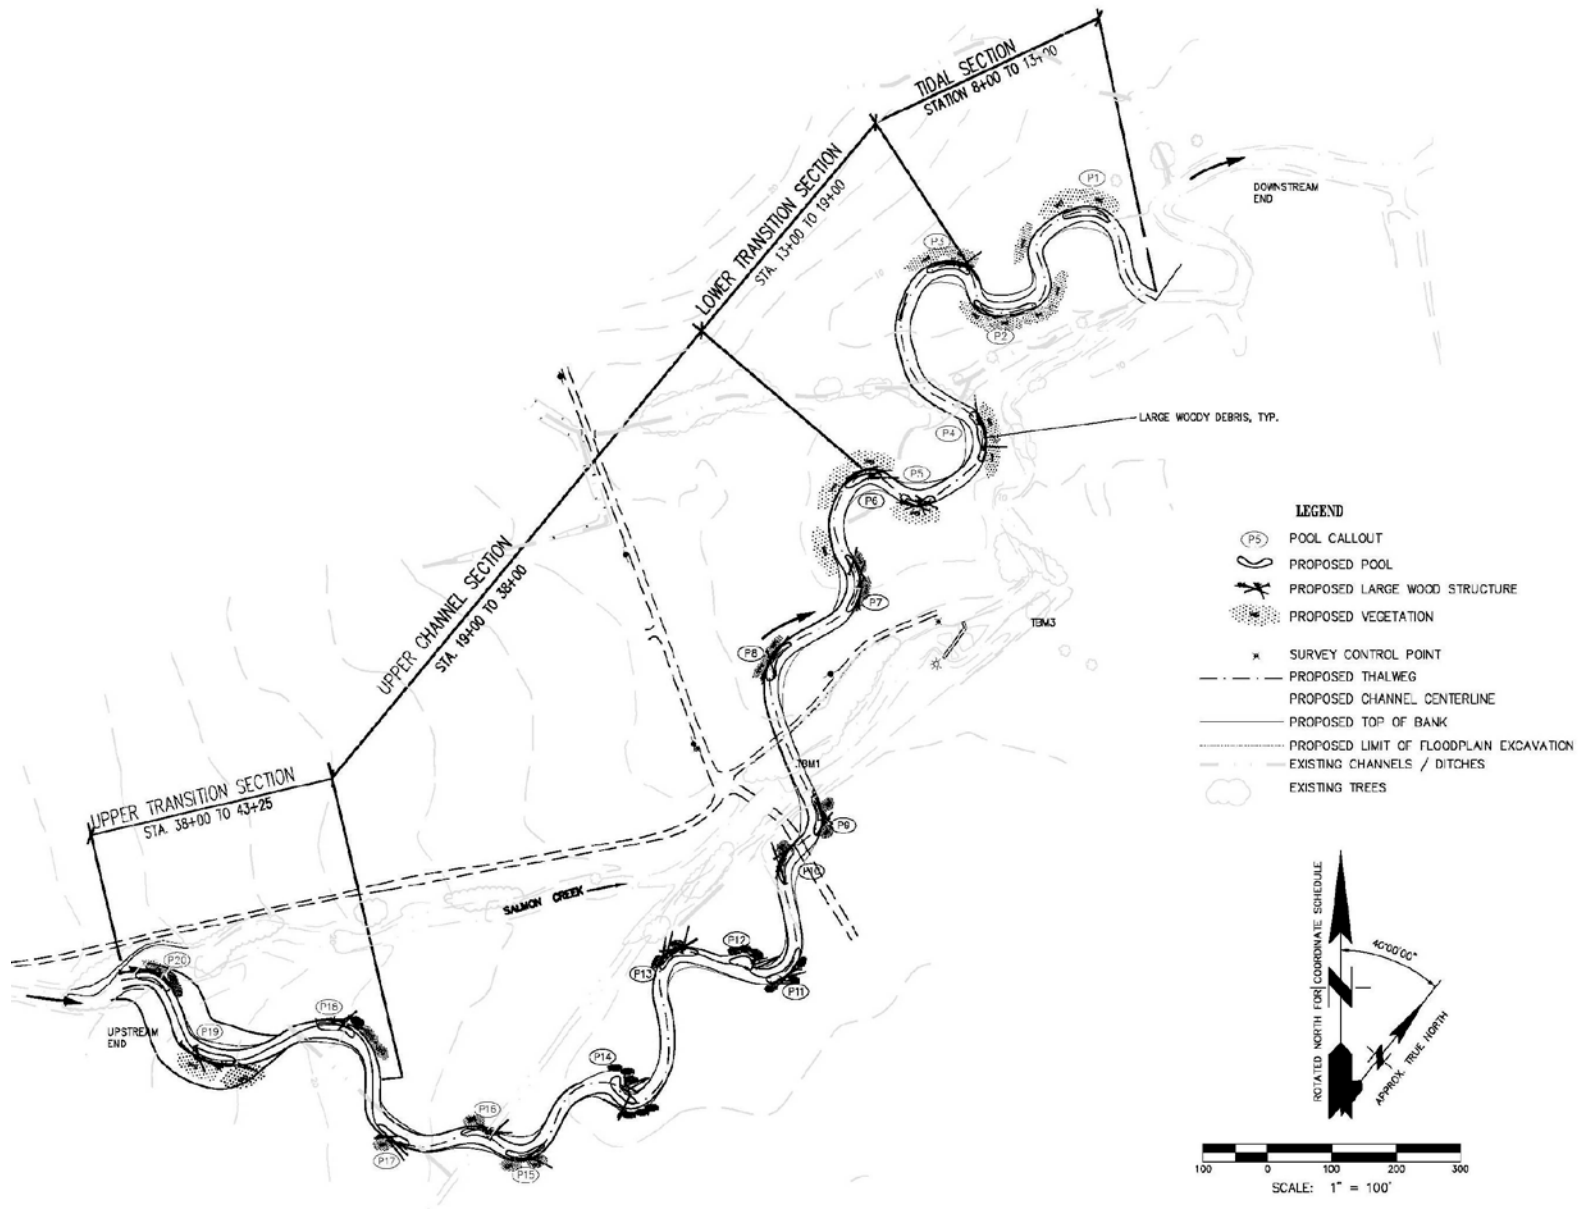 TIDAL SECTION
STATION 8+00 TO 13+00
LOWER TRANSITION SECTION
STA. 13+00 TO 19+00
UPPER CHANNEL SECTION
STA. 19+00 TO 38+00
UPPER TRANSITION SECTION
STA. 38+00 TO 43+25
P1
DOWNSTREAM
END
P3
P2
LARGE WOODY DEBRIS, TYP.
P4
P5
P6
P7
TBM3
P8
TBM1
P9
P10
SALMON CREEK
P12
P13
P11
P20
P18
P19
UPSTREAM
END
P14
P16
P17
P15
LEGEND
P5 POOL CALLOUT
PROPOSED POOL
PROPOSED LARGE WOOD STRUCTURE
PROPOSED VEGETATION
SURVEY CONTROL POINT
PROPOSED THALWEG
PROPOSED CHANNEL CENTERLINE
PROPOSED TOP OF BANK
PROPOSED LIMIT OF FLOODPLAIN EXCAVATION
EXISTING CHANNELS / DITCHES
EXISTING TREES
ROTATED NORTH FOR COORDINATE SCHEDULE
40°00'00"
APPROX. TRUE NORTH
100 0 100 200 300
SCALE: 1" = 100'